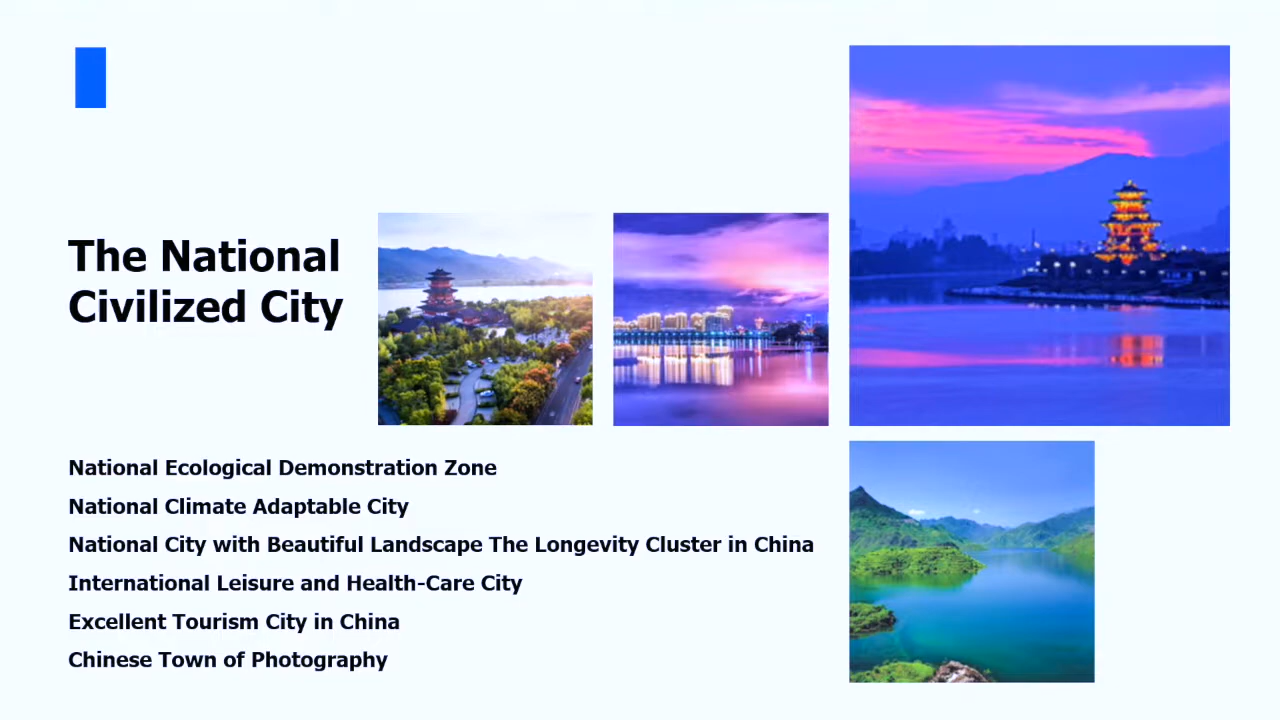 The National
Civilized City
National Ecological Demonstration Zone
National Climate Adaptable City
National City with Beautiful Landscape The Longevity Cluster in China
International Leisure and Health-Care City
Excellent Tourism City in China
Chinese Town of Photography